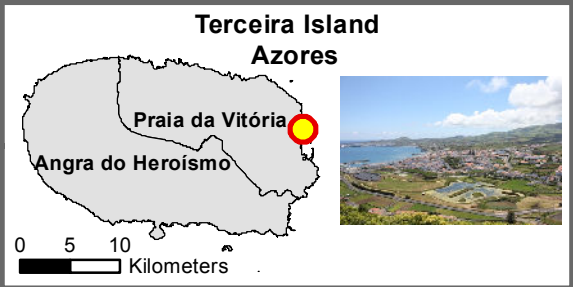 Terceira Island
Azores
Praia da Vitória
Angra do Heroísmo
0 5 10
Kilometers